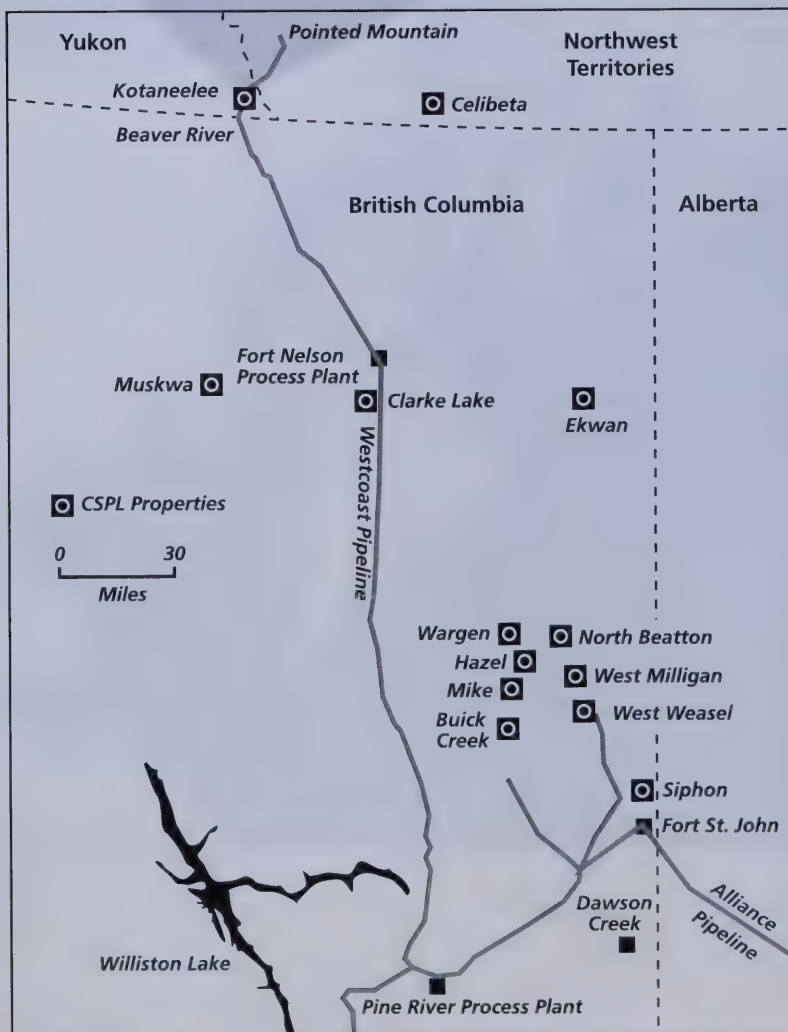 Pointed Mountain
Yukon
Northwest
Territories
Kotaneelee
Celibeta
Beaver River
British Columbia
Alberta
Fort Nelson
Process Plant
Muskwa
Clarke Lake
Ekwan
Westcoast Pipeline
CSPL Properties
0 30
Miles
Wargen
North Beatton
Hazel
West Milligan
Mike
West Weasel
Buick
Creek
Siphon
Fort St. John
Dawson
Creek
Alliance
Pipeline
Williston Lake
Pine River Process Plant